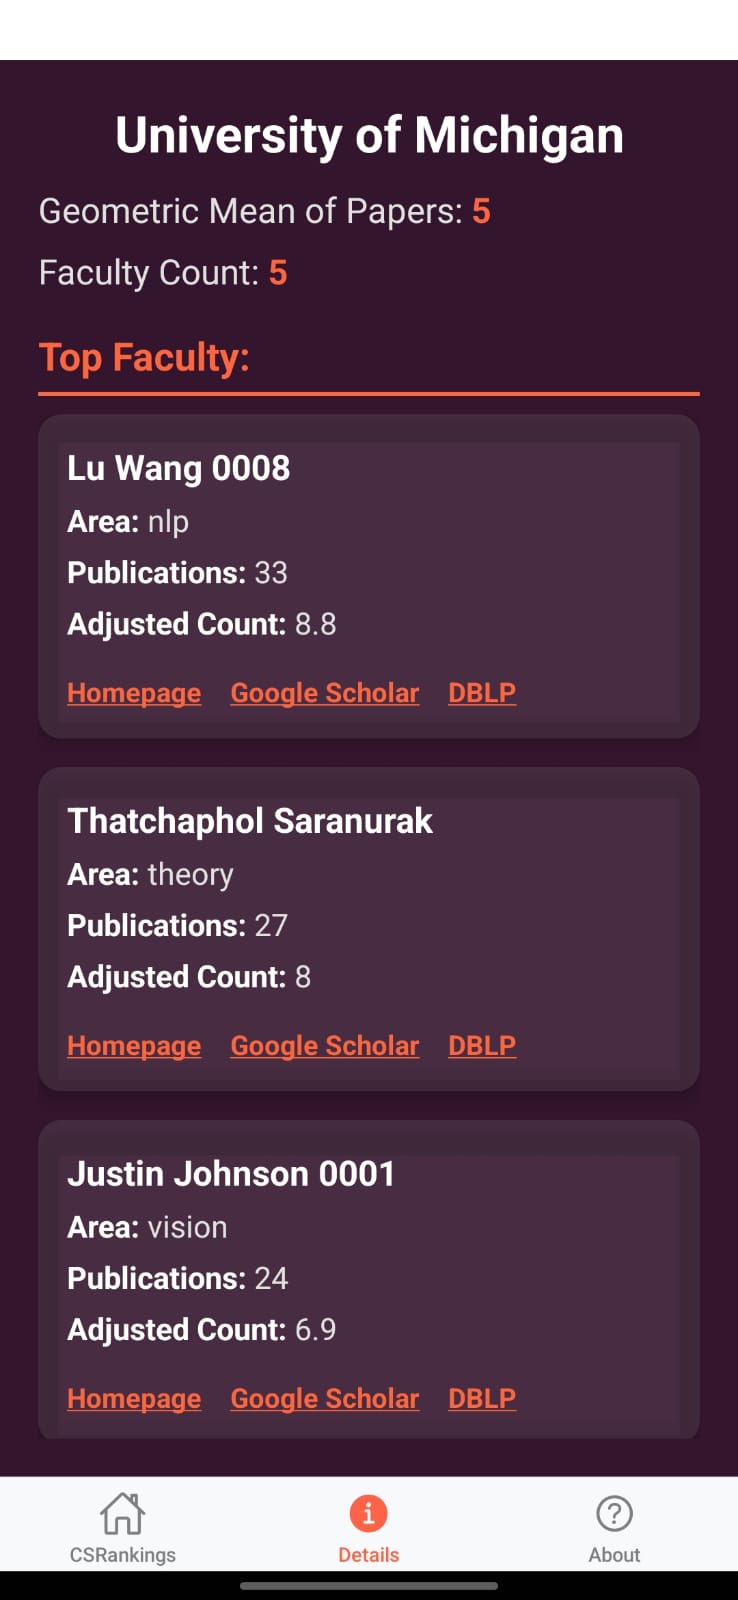 University of Michigan
Geometric Mean of Papers: 5
Faculty Count: 5
Top Faculty:
Lu Wang 0008
Area: nlp
Publications: 33
Adjusted Count: 8.8
Homepage Google Scholar DBLP
Thatchaphol Saranurak
Area: theory
Publications: 27
Adjusted Count: 8
Homepage Google Scholar DBLP
Justin Johnson 0001
Area: vision
Publications: 24
Adjusted Count: 6.9
Homepage Google Scholar DBLP
CSRankings Details About